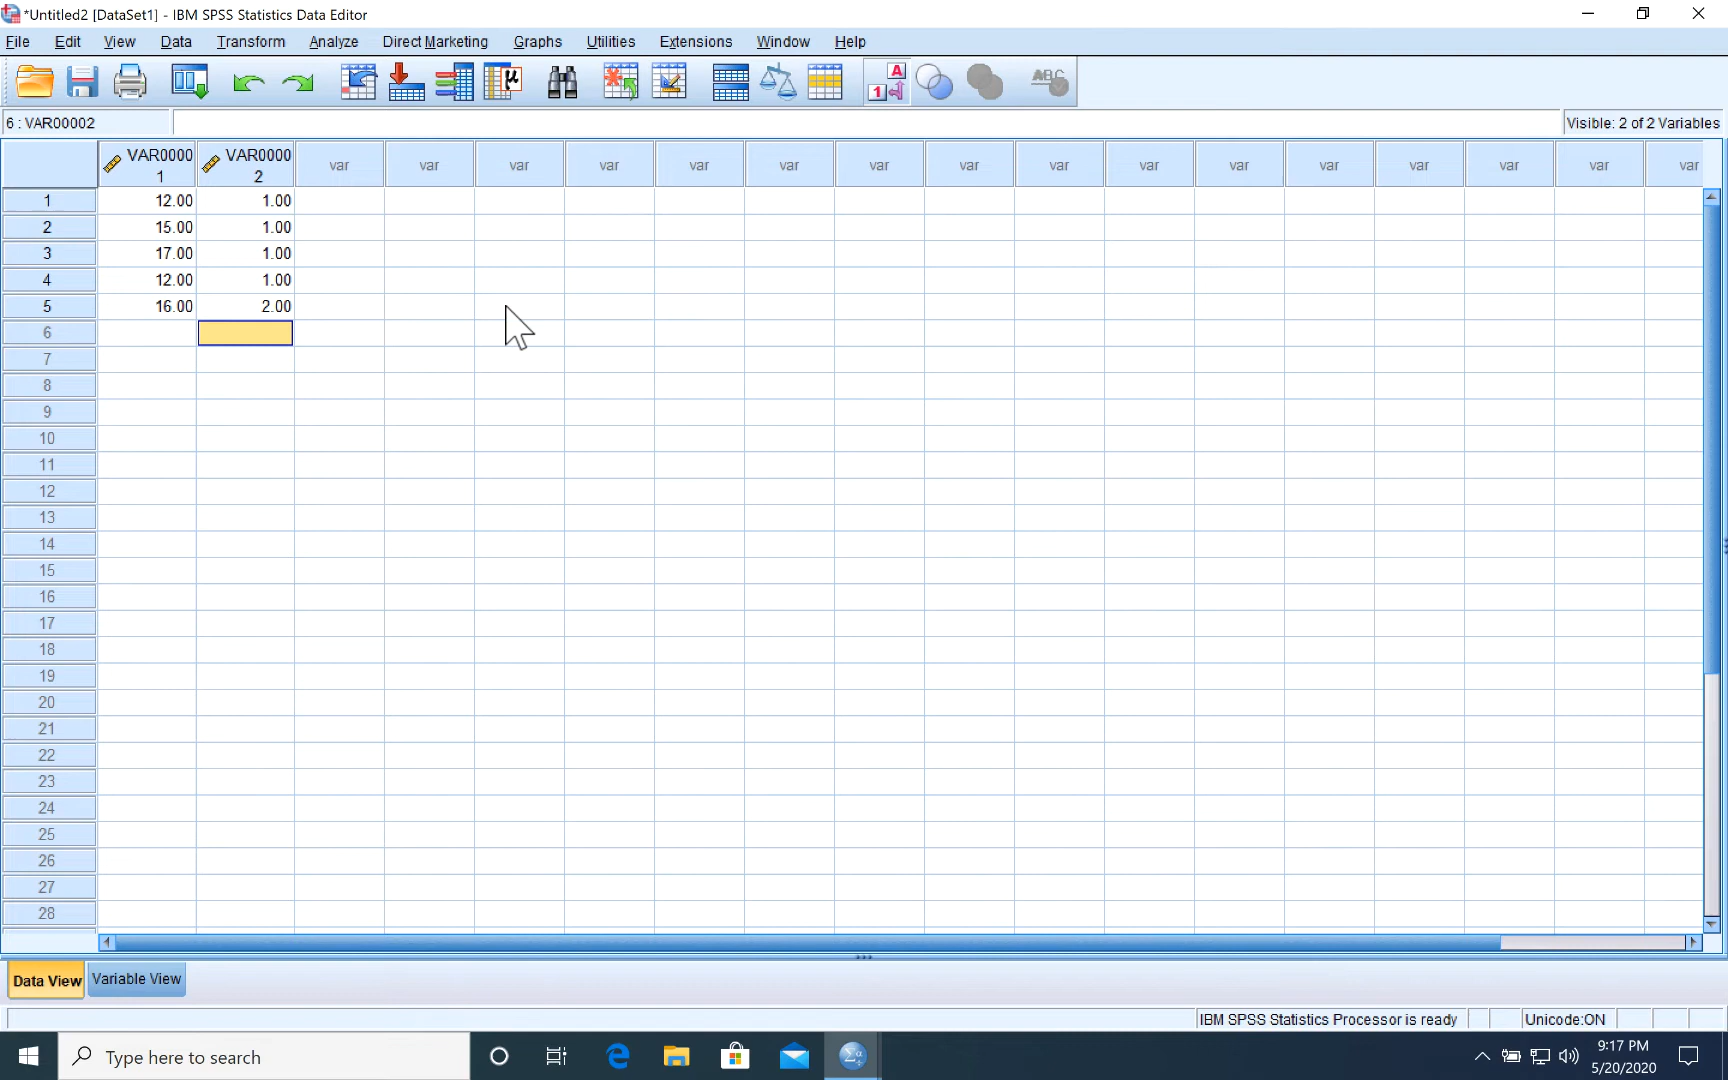 *Untitled2 [DataSet1] - IBM SPSS Statistics Data Editor
File Edit View Data Transform Analyze Direct Marketing Graphs Utilities Extensions Window Help
A
1
μ
ABC
6 : VAR00002
Visible: 2 of 2 Variables
VAR0000
1
VAR0000
2
var var var var var var var var var var var var var var var var
1 12.00 1.00
2 15.00 1.00
3 17.00 1.00
4 12.00 1.00
5 16.00 2.00
6
7
8
9
10
11
12
13
14
15
16
17
18
19
20
21
22
23
24
25
26
27
28
Data View Variable View
IBM SPSS Statistics Processor is ready Unicode:ON
Type here to search
Σα
9:17 PM
5/20/2020